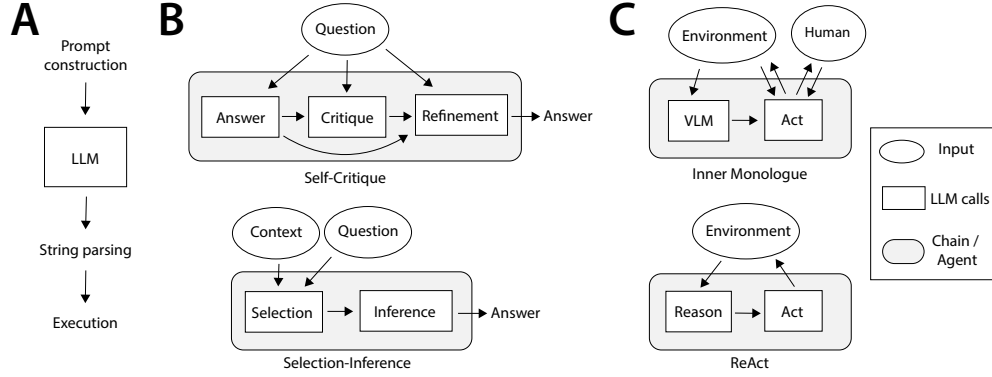 A
Prompt
construction
LLM
String parsing
Execution
B
Question
Answer
Critique
Refinement
Answer
Self-Critique
Context
Question
Selection
Inference
Answer
Selection-Inference
C
Environment
Human
VLM
Act
Inner Monologue
Environment
Reason
Act
ReAct
Input
LLM calls
Chain /
Agent